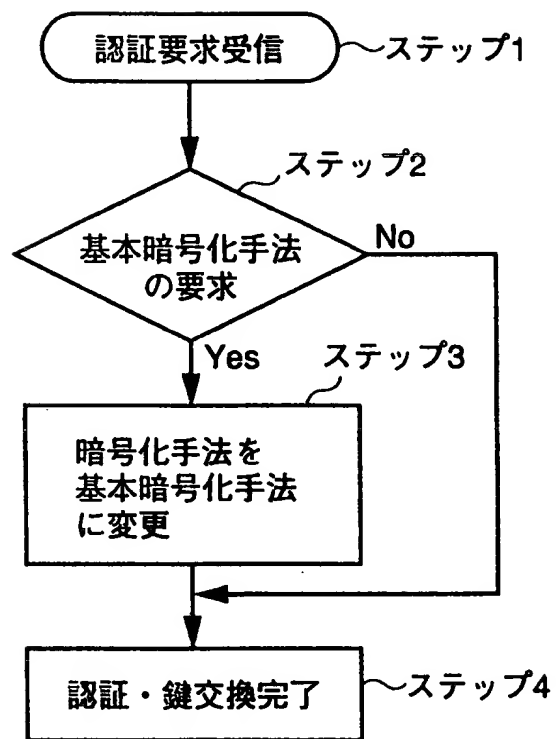 認証要求受信
ステップ1
ステップ2
基本暗号化手法
の要求
No
Yes
ステップ3
暗号化手法を
基本暗号化手法
に変更
認証・鍵交換完了
ステップ4